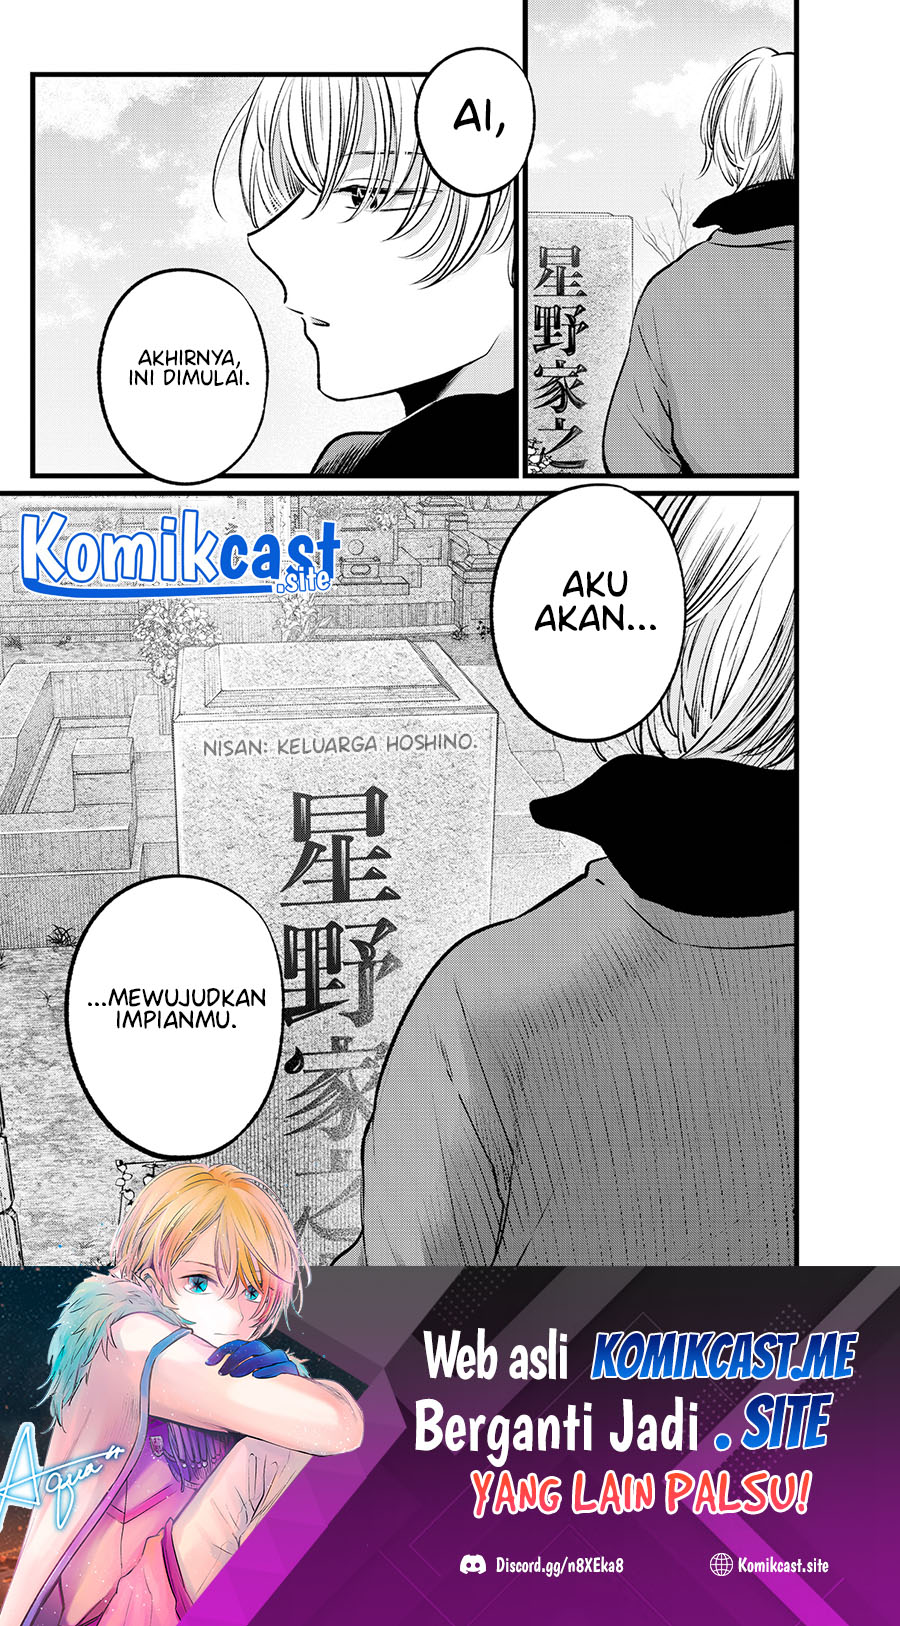 AI,
AKHIRNYA,
INI DIMULAI.
星野家之
Komikcast
.site
AKU
AKAN...
NISAN: KELUARGA HOSHINO.
星野家之
...MEWUJUDKAN
IMPIANMU.
Aqua
Web asli KOMIKCAST.ME
Berganti Jadi .SITE
YANG LAIN PALSU!
Discord.gg/n8XEka8
Komikcast.site